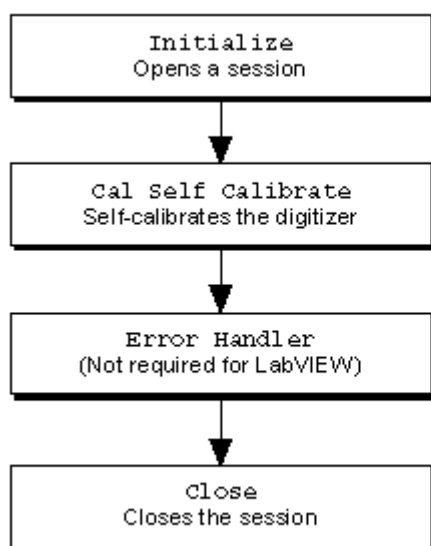 Initialize
Opens a session
Cal Self Calibrate
Self-calibrates the digitizer
Error Handler
(Not required for LabVIEW)
Close
Closes the session